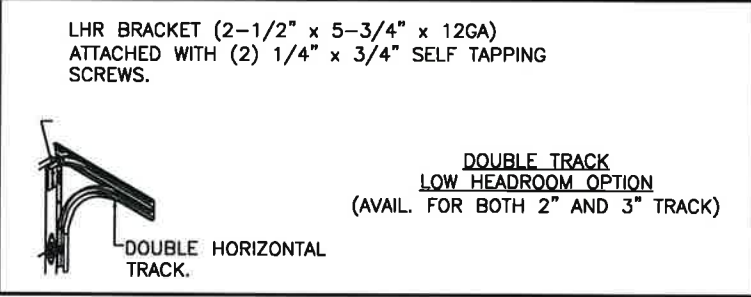 LHR BRACKET (2-1/2" x 5-3/4" x 12GA)
ATTACHED WITH (2) 1/4" x 3/4" SELF TAPPING
SCREWS.
DOUBLE TRACK
LOW HEADROOM OPTION
(AVAIL. FOR BOTH 2" AND 3" TRACK)
DOUBLE HORIZONTAL
TRACK.